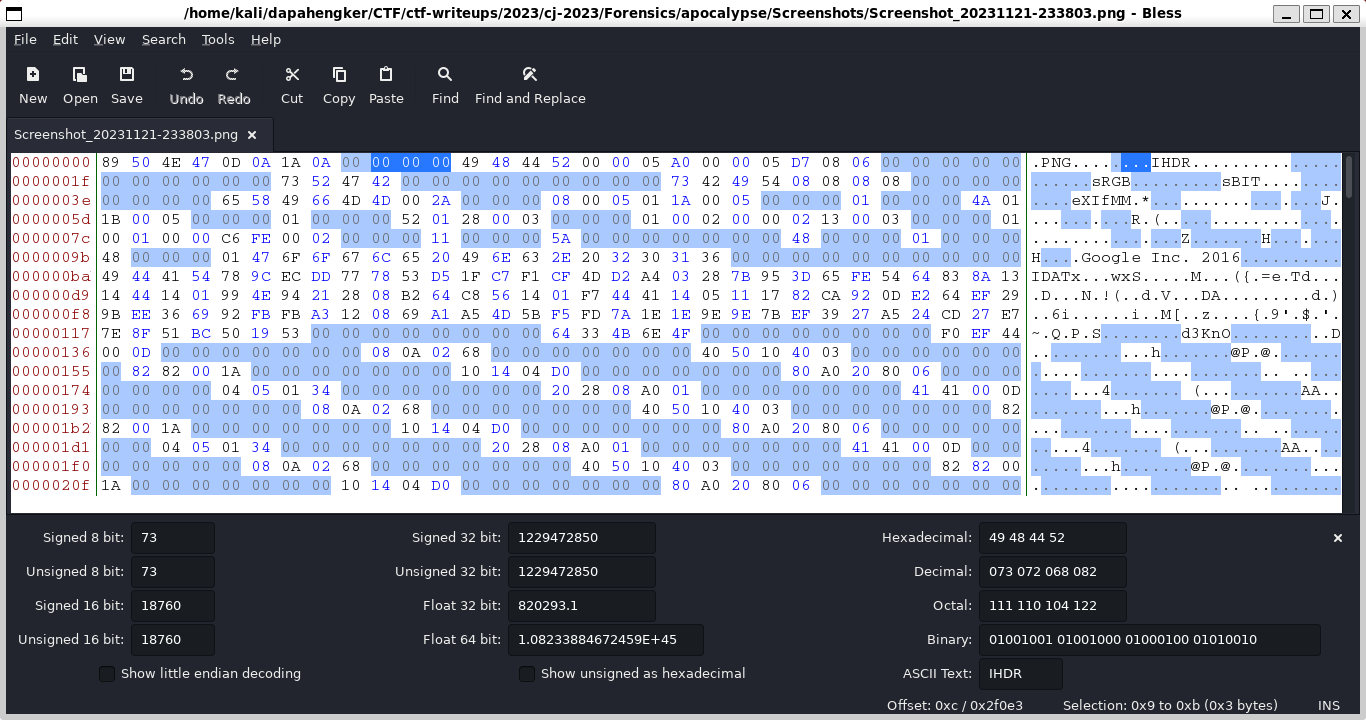 /home/kali/dapahengker/CTF/ctf-writeups/2023/cj-2023/Forensics/apocalypse/Screenshots/Screenshot_20231121-233803.png - Bless
File Edit View Search Tools Help
New Open Save Undo Redo Cut Copy Paste Find Find and Replace
Screenshot_20231121-233803.png
00000000 89 50 4E 47 0D 0A 1A 0A 00 00 00 00 49 48 44 52 00 00 05 A0 00 00 05 D7 08 06 00 00 00 00 00 .PNG........IHDR...............
0000001f 00 00 00 00 00 00 73 52 47 42 00 00 00 00 00 00 00 00 00 73 42 49 54 08 08 08 08 00 00 00 00 ......sRGB.........sBIT........
0000003e 00 00 00 00 65 58 49 66 4D 4D 00 2A 00 00 00 08 00 05 01 1A 00 05 00 00 00 01 00 00 00 4A 01 ....eXIfMM.*.................J.
0000005d 1B 00 05 00 00 00 01 00 00 00 52 01 28 00 03 00 00 00 01 00 02 00 00 02 13 00 03 00 00 00 01 ..........R.(..................
0000007c 00 01 00 00 C6 FE 00 02 00 00 00 11 00 00 00 5A 00 00 00 00 00 00 00 48 00 00 00 01 00 00 00 ...............Z.......H.......
0000009b 48 00 00 00 01 47 6F 6F 67 6C 65 20 49 6E 63 2E 20 32 30 31 36 00 00 00 00 00 00 00 00 00 00 H....Google Inc. 2016..........
000000ba 49 44 41 54 78 9C EC DD 77 78 53 D5 1F C7 F1 CF 4D D2 A4 03 28 7B 95 3D 65 FE 54 64 83 8A 13 IDATx...wxS.....M...({.=e.Td...
000000d9 14 44 14 01 99 4E 94 21 28 08 B2 64 C8 56 14 01 F7 44 41 14 05 11 17 82 CA 92 0D E2 64 EF 29 .D...N.!(..d.V...DA.........d.)
000000f8 9B EE 36 69 92 FB FB A3 12 08 69 A1 A5 4D 5B F5 FD 7A 1E 1E 9E 9E 7B EF 39 27 A5 24 CD 27 E7 ..6i......i..M[..z....{.9'.$.'.
00000117 7E 8F 51 BC 50 19 53 00 00 00 00 00 00 00 00 64 33 4B 6E 4F 00 00 00 00 00 00 00 00 F0 EF 44 ~.Q.P.S........d3KnO..........D
00000136 00 0D 00 00 00 00 00 00 00 08 0A 02 68 00 00 00 00 00 00 00 40 50 10 40 03 00 00 00 00 00 00 ............h.......@P.@.......
00000155 00 82 82 00 1A 00 00 00 00 00 00 00 10 14 04 D0 00 00 00 00 00 00 00 80 A0 20 80 06 00 00 00 ......................... .....
00000174 00 00 00 00 04 05 01 34 00 00 00 00 00 00 00 20 28 08 A0 01 00 00 00 00 00 00 00 41 41 00 0D .......4....... (..........AA..
00000193 00 00 00 00 00 00 00 08 0A 02 68 00 00 00 00 00 00 00 40 50 10 40 03 00 00 00 00 00 00 00 82 ..........h.......@P.@.........
000001b2 82 00 1A 00 00 00 00 00 00 00 10 14 04 D0 00 00 00 00 00 00 00 80 A0 20 80 06 00 00 00 00 00 ....................... .......
000001d1 00 00 04 05 01 34 00 00 00 00 00 00 00 20 28 08 A0 01 00 00 00 00 00 00 00 41 41 00 0D 00 00 .....4....... (..........AA....
000001f0 00 00 00 00 00 08 0A 02 68 00 00 00 00 00 00 00 40 50 10 40 03 00 00 00 00 00 00 00 82 82 00 ........h.......@P.@...........
0000020f 1A 00 00 00 00 00 00 00 10 14 04 D0 00 00 00 00 00 00 00 80 A0 20 80 06 00 00 00 00 00 00 00 ..................... .........
Signed 8 bit: 73 Signed 32 bit: 1229472850 Hexadecimal: 49 48 44 52
Unsigned 8 bit: 73 Unsigned 32 bit: 1229472850 Decimal: 073 072 068 082
Signed 16 bit: 18760 Float 32 bit: 820293.1 Octal: 111 110 104 122
Unsigned 16 bit: 18760 Float 64 bit: 1.08233884672459E+45 Binary: 01001001 01001000 01000100 01010010
Show little endian decoding Show unsigned as hexadecimal ASCII Text: IHDR
Offset: 0xc / 0x2f0e3 Selection: 0x9 to 0xb (0x3 bytes) INS